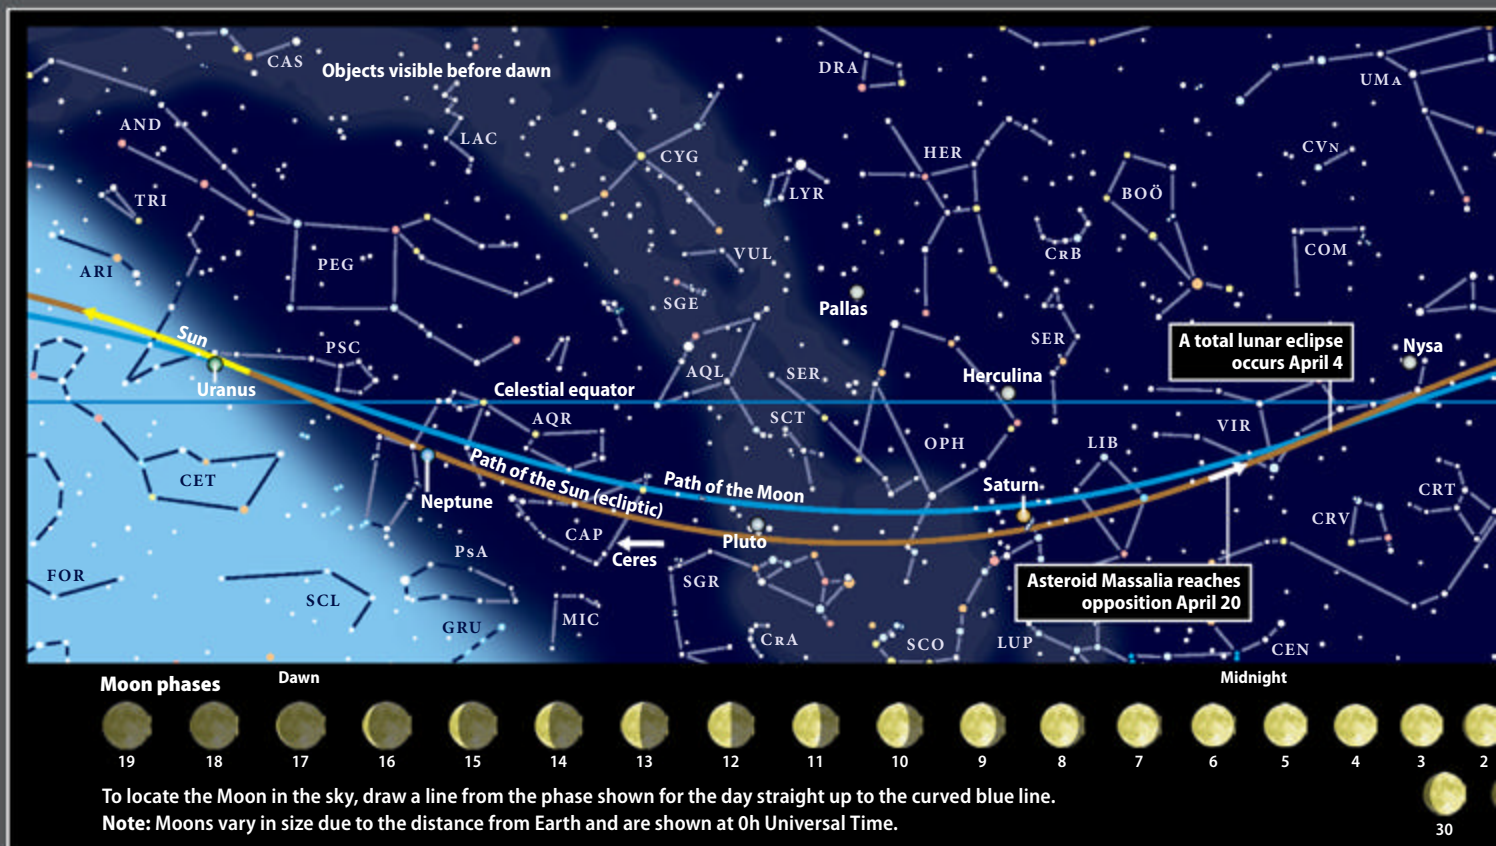 CAS
Objects visible before dawn
DRA
UMa
AND
LAC
CYG
HER
CVn
TRI
LYR
BOÖ
ARI
PEG
VUL
CrB
COM
SGE
Pallas
Sun
PSC
SER
A total lunar eclipse
occurs April 4
Nysa
Uranus
Celestial equator
AQL
SER
Herculina
AQR
SCT
OPH
LIB
VIR
CET
Path of the Sun (ecliptic)
Path of the Moon
Saturn
Neptune
CRT
CRV
CAP
Pluto
Ceres
PsA
SGR
FOR
SCL
Asteroid Massalia reaches
opposition April 20
GRU
MIC
CrA
SCO
LUP
CEN
Moon phases
Dawn
Midnight
19 18 17 16 15 14 13 12 11 10 9 8 7 6 5 4 3 2
To locate the Moon in the sky, draw a line from the phase shown for the day straight up to the curved blue line.
Note: Moons vary in size due to the distance from Earth and are shown at 0h Universal Time.
30